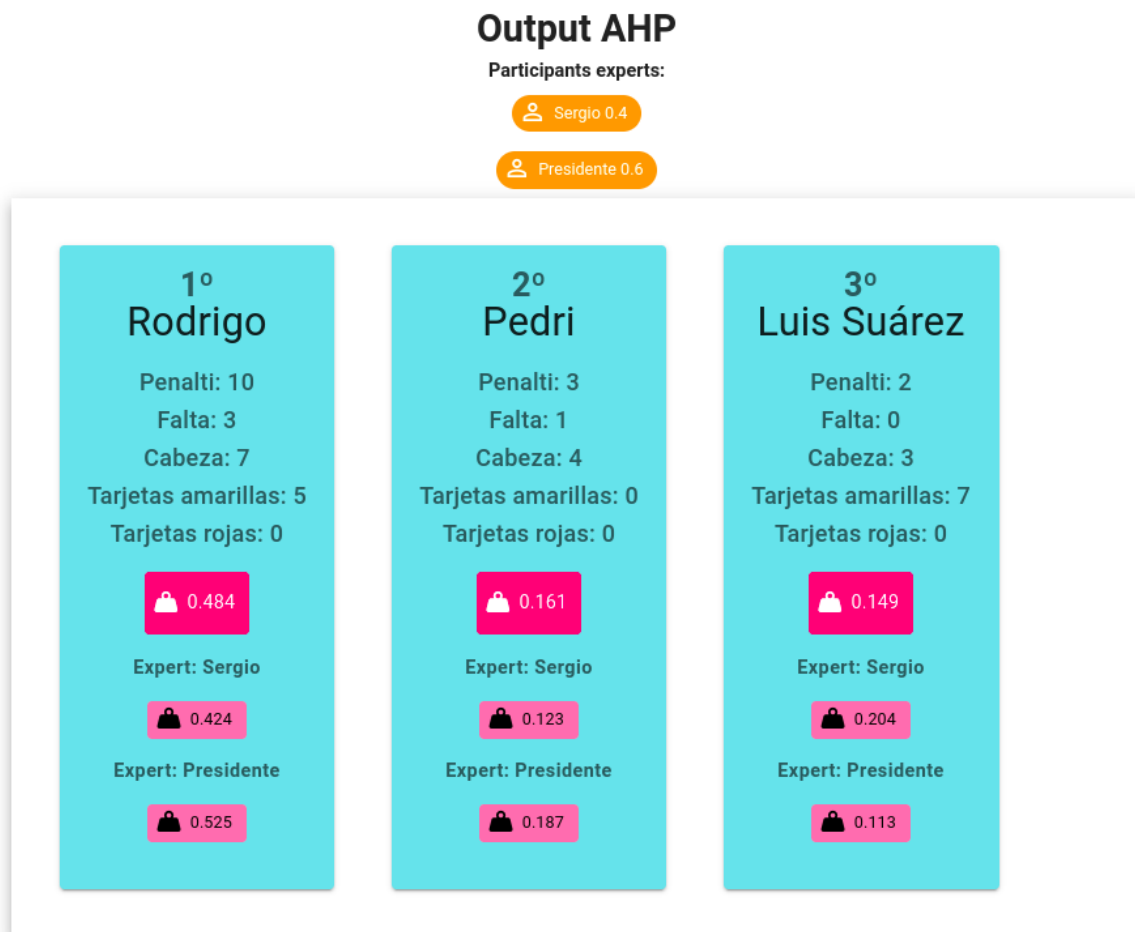 Output AHP
Participants experts:
Sergio 0.4
Presidente 0.6
1º
Rodrigo
Penalti: 10
Falta: 3
Cabeza: 7
Tarjetas amarillas: 5
Tarjetas rojas: 0
0.484
Expert: Sergio
0.424
Expert: Presidente
0.525
2º
Pedri
Penalti: 3
Falta: 1
Cabeza: 4
Tarjetas amarillas: 0
Tarjetas rojas: 0
0.161
Expert: Sergio
0.123
Expert: Presidente
0.187
3º
Luis Suárez
Penalti: 2
Falta: 0
Cabeza: 3
Tarjetas amarillas: 7
Tarjetas rojas: 0
0.149
Expert: Sergio
0.204
Expert: Presidente
0.113